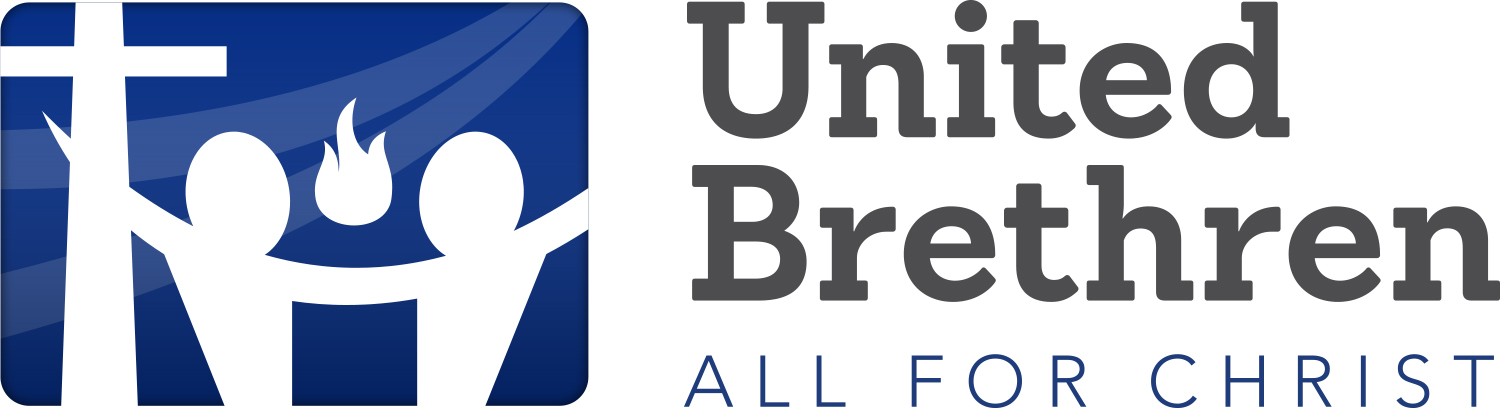 United
Brethren
ALL FOR CHRIST